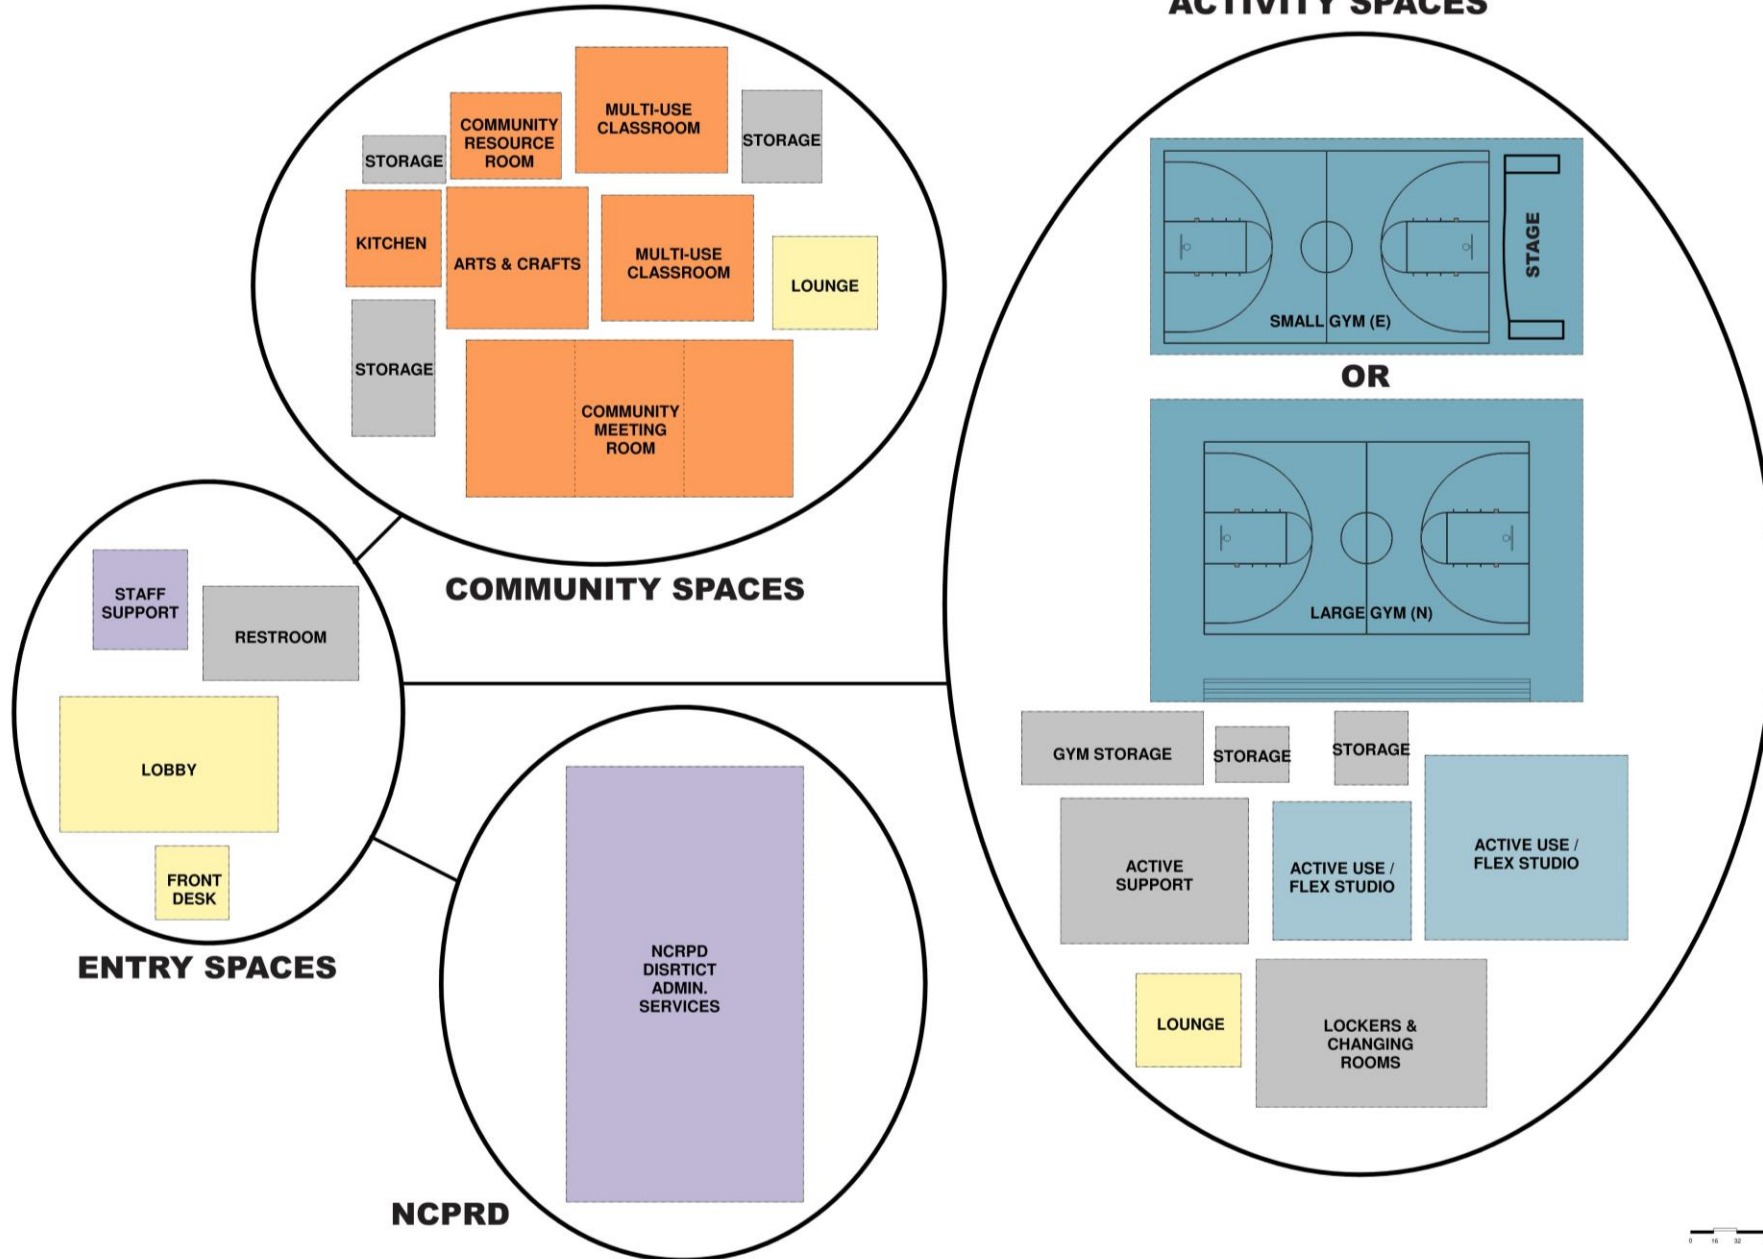 ACTIVITY SPACES
MULTI-USE
CLASSROOM
COMMUNITY
RESOURCE
ROOM
STORAGE
STORAGE
KITCHEN
ARTS & CRAFTS
MULTI-USE
CLASSROOM
LOUNGE
STORAGE
COMMUNITY
MEETING
ROOM
COMMUNITY SPACES
STAFF
SUPPORT
RESTROOM
LOBBY
FRONT
DESK
ENTRY SPACES
NCRPD
DISRTICT
ADMIN.
SERVICES
NCPRD
STAGE
SMALL GYM (E)
OR
LARGE GYM (N)
GYM STORAGE
STORAGE
STORAGE
ACTIVE
SUPPORT
ACTIVE USE /
FLEX STUDIO
ACTIVE USE /
FLEX STUDIO
LOUNGE
LOCKERS &
CHANGING
ROOMS
0 16 32